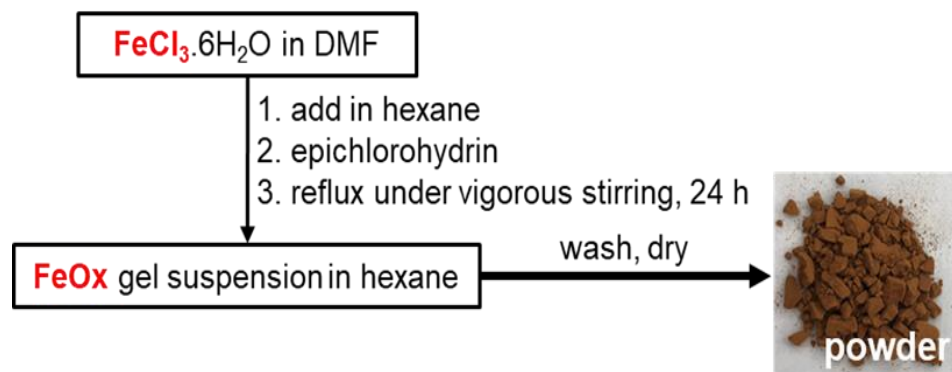 FeCl₃.6H₂O in DMF
1. add in hexane
2. epichlorohydrin
3. reflux under vigorous stirring, 24 h
wash, dry
FeOx gel suspension in hexane
powder